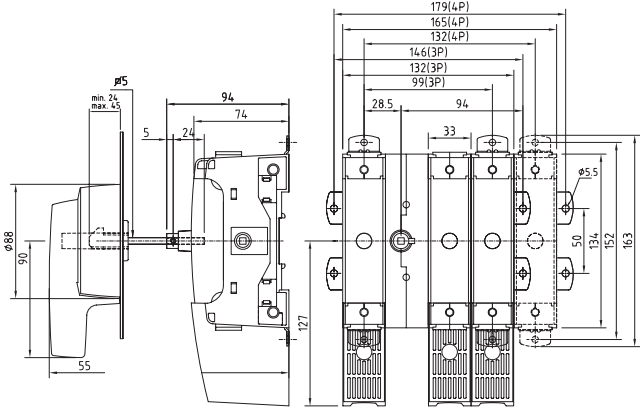 179(4P)
165(4P)
132(4P)
146(3P)
132(3P)
99(3P)
28.5
94
33
ø5
min. 24
max. 45
94
74
5
24
ø5.5
ø88
90
55
127
50
134
152
163